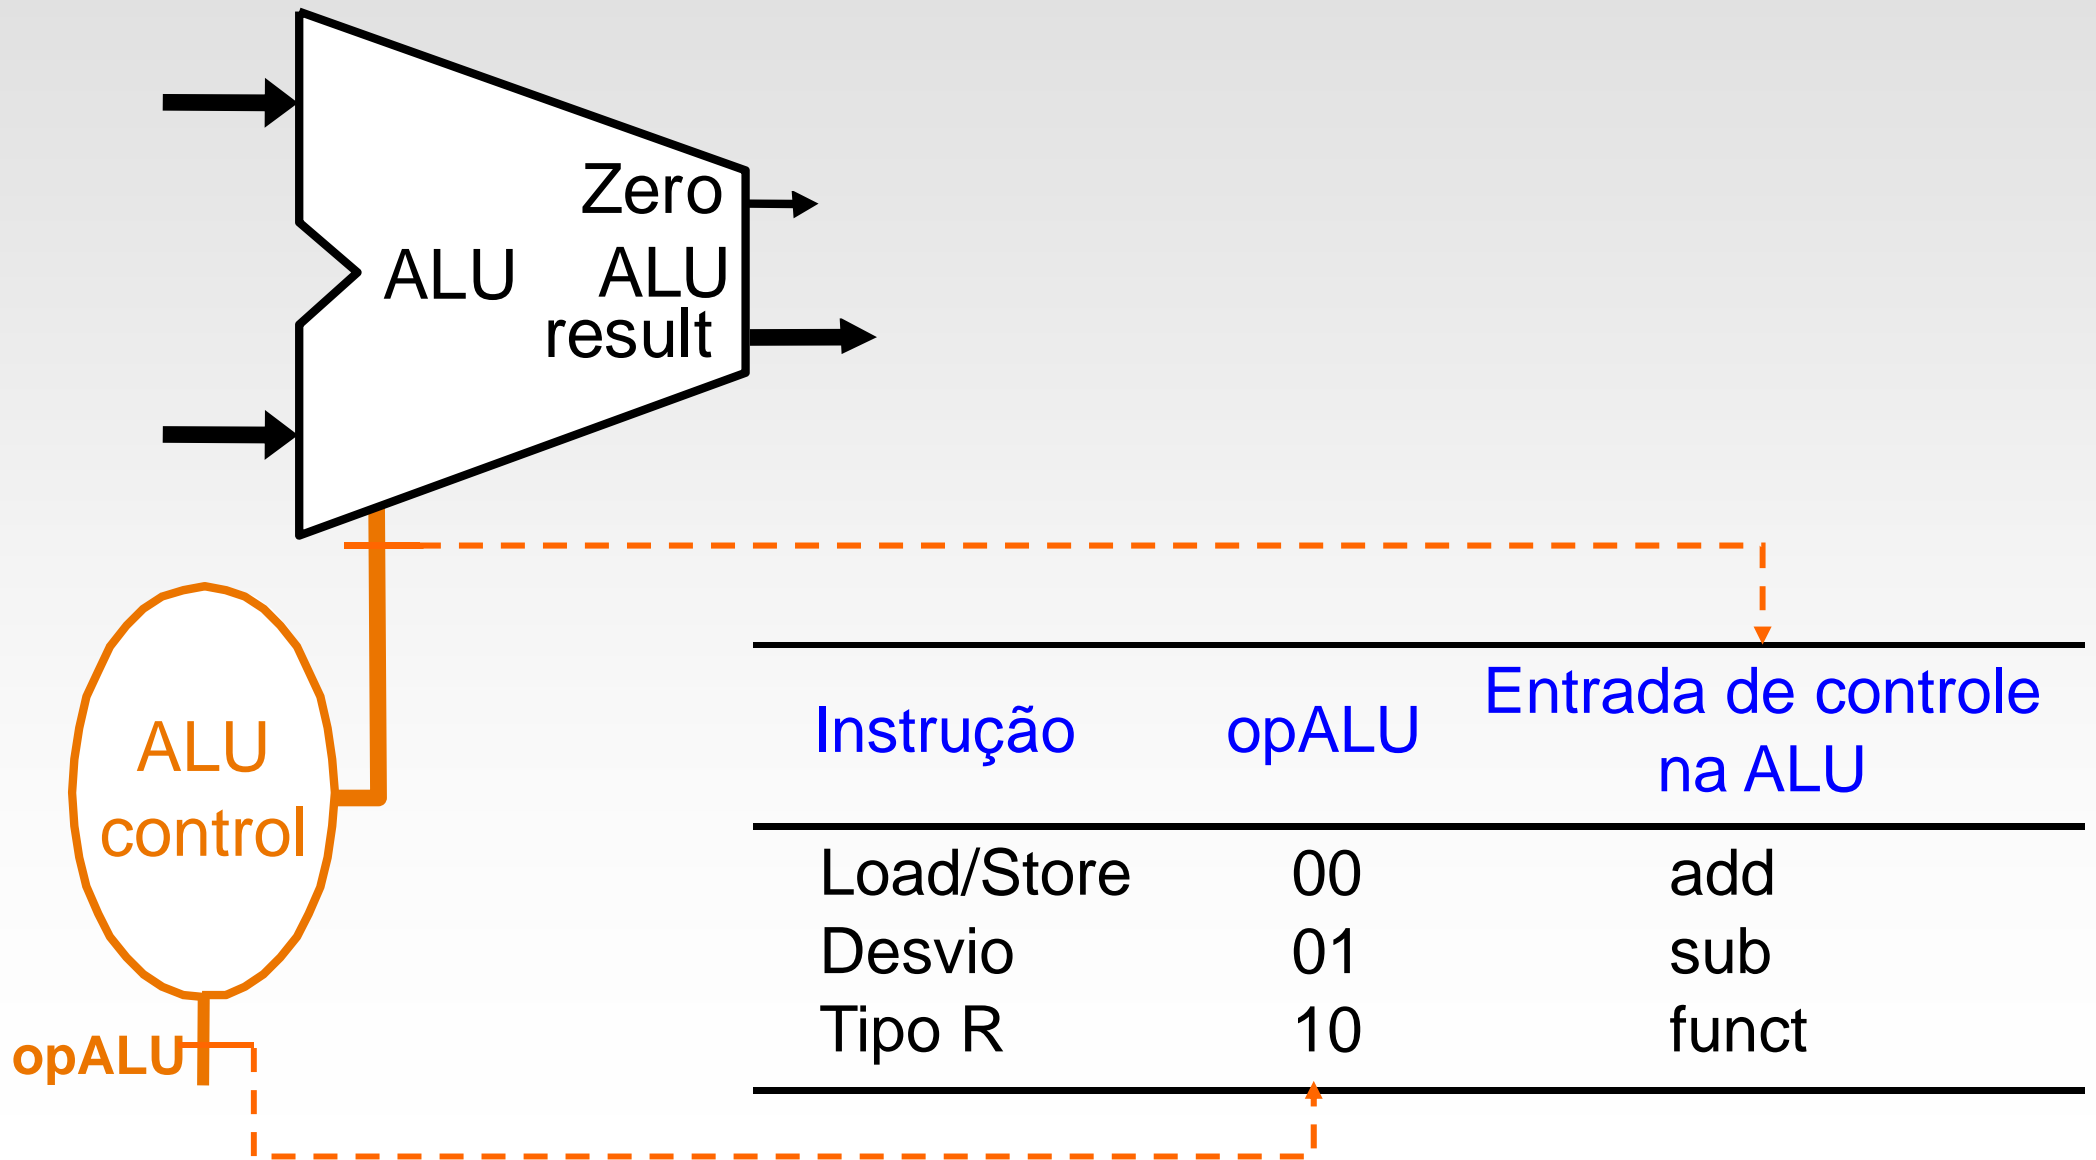 Zero
ALU
ALU
result
ALU
control
opALU
Instrução opALU Entrada de controle
na ALU
Load/Store 00 add
Desvio 01 sub
Tipo R 10 funct